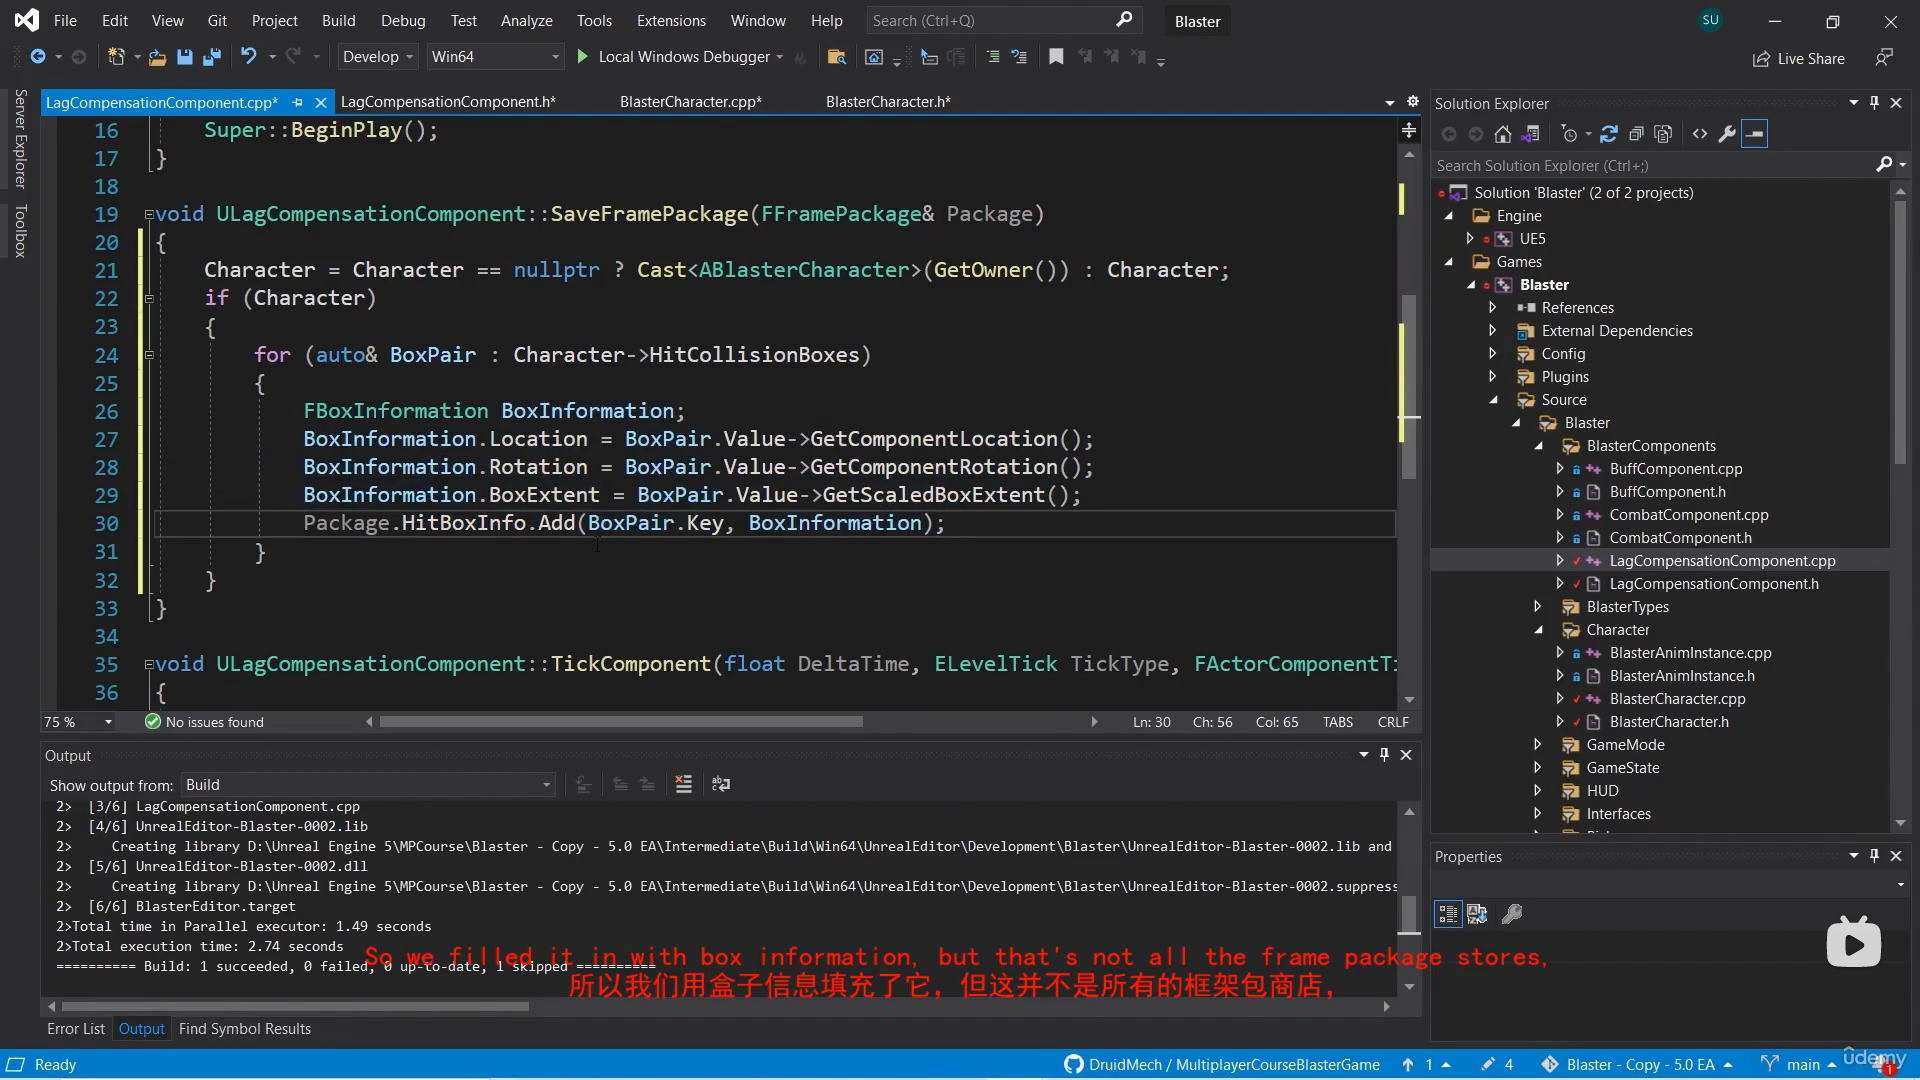 File Edit View Git Project Build Debug Test Analyze Tools Extensions Window Help Search (Ctrl+Q) Blaster SU
Develop Win64 Local Windows Debugger Live Share
Server Explorer
Toolbox
LagCompensationComponent.cpp* LagCompensationComponent.h* BlasterCharacter.cpp* BlasterCharacter.h*
16 Super::BeginPlay();
17 }
18
19 void ULagCompensationComponent::SaveFramePackage(FFramePackage& Package)
20 {
21 Character = Character == nullptr ? Cast<ABlasterCharacter>(GetOwner()) : Character;
22 if (Character)
23 {
24 for (auto& BoxPair : Character->HitCollisionBoxes)
25 {
26 FBoxInformation BoxInformation;
27 BoxInformation.Location = BoxPair.Value->GetComponentLocation();
28 BoxInformation.Rotation = BoxPair.Value->GetComponentRotation();
29 BoxInformation.BoxExtent = BoxPair.Value->GetScaledBoxExtent();
30 Package.HitBoxInfo.Add(BoxPair.Key, BoxInformation);
31 }
32 }
33 }
34
35 void ULagCompensationComponent::TickComponent(float DeltaTime, ELevelTick TickType, FActorComponentTi
36 {
75 % No issues found Ln: 30 Ch: 56 Col: 65 TABS CRLF
Output
Show output from: Build
2> [3/6] LagCompensationComponent.cpp
2> [4/6] UnrealEditor-Blaster-0002.lib
2> Creating library D:\Unreal Engine 5\MPCourse\Blaster - Copy - 5.0 EA\Intermediate\Build\Win64\UnrealEditor\Development\Blaster\UnrealEditor-Blaster-0002.lib and
2> [5/6] UnrealEditor-Blaster-0002.dll
2> Creating library D:\Unreal Engine 5\MPCourse\Blaster - Copy - 5.0 EA\Intermediate\Build\Win64\UnrealEditor\Development\Blaster\UnrealEditor-Blaster-0002.suppress
2> [6/6] BlasterEditor.target
2>Total time in Parallel executor: 1.49 seconds
2>Total execution time: 2.74 seconds
========== Build: 1 succeeded, 0 failed, 0 up-to-date, 1 skipped ==========
So we filled it in with box information, but that's not all the frame package stores,
所以我们用盒子信息填充了它，但这并不是所有的框架包商店，
Error List Output Find Symbol Results
Solution Explorer
Search Solution Explorer (Ctrl+;)
Solution 'Blaster' (2 of 2 projects)
Engine
UE5
Games
Blaster
References
External Dependencies
Config
Plugins
Source
Blaster
BlasterComponents
BuffComponent.cpp
BuffComponent.h
CombatComponent.cpp
CombatComponent.h
LagCompensationComponent.cpp
LagCompensationComponent.h
BlasterTypes
Character
BlasterAnimInstance.cpp
BlasterAnimInstance.h
BlasterCharacter.cpp
BlasterCharacter.h
GameMode
GameState
HUD
Interfaces
Properties
Ready DruidMech / MultiplayerCourseBlasterGame 1 4 Blaster - Copy - 5.0 EA main 1
ûdemy